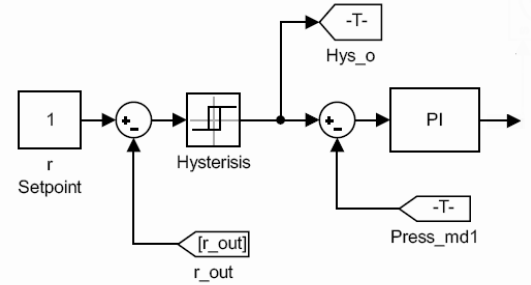 -T-
Hys_o
1
r
Setpoint
+
-
Hysterisis
+
-
PI
[r_out]
r_out
-T-
Press_md1